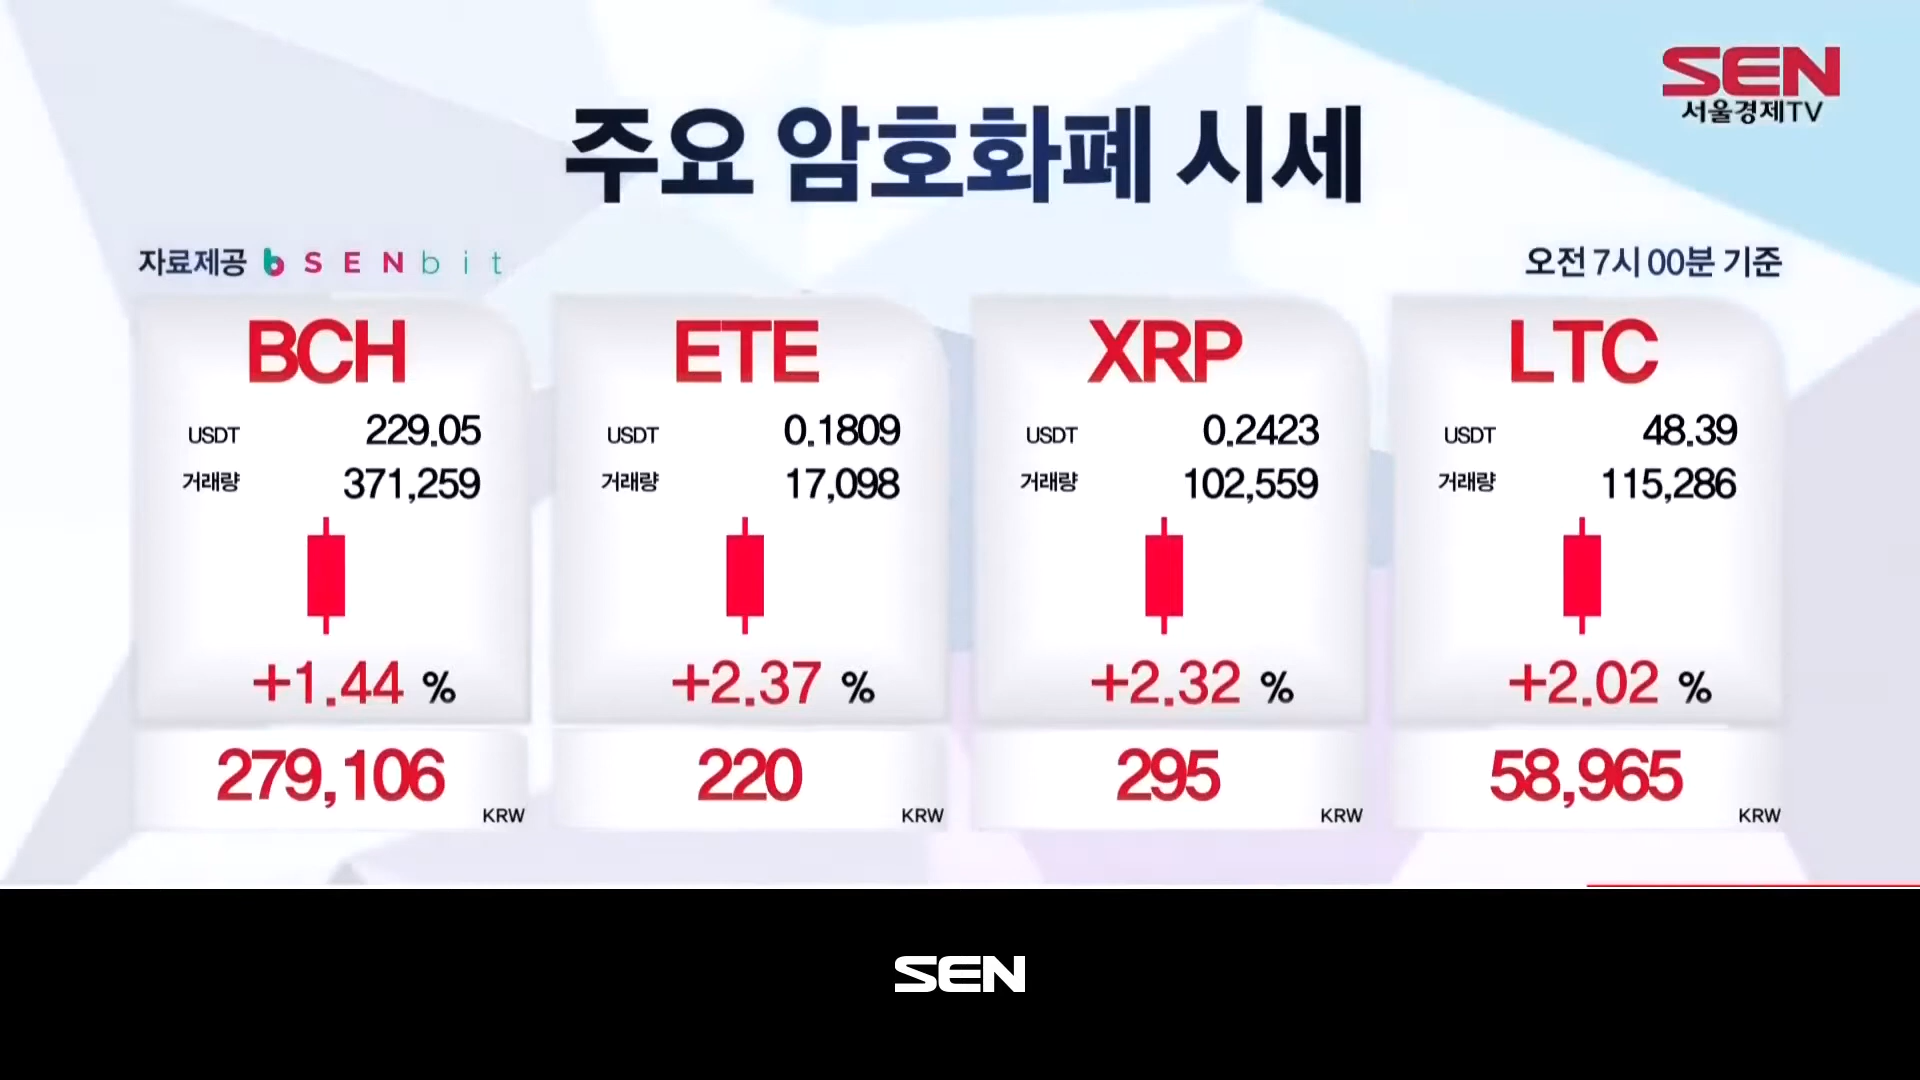 SEN
서울경제TV
주요 암호화폐 시세
자료제공 b SENbit
오전 7시 00분 기준
BCH
USDT 229.05
거래량 371,259
+1.44 %
279,106 KRW
ETE
USDT 0.1809
거래량 17,098
+2.37 %
220 KRW
XRP
USDT 0.2423
거래량 102,559
+2.32 %
295 KRW
LTC
USDT 48.39
거래량 115,286
+2.02 %
58,965 KRW
SEN